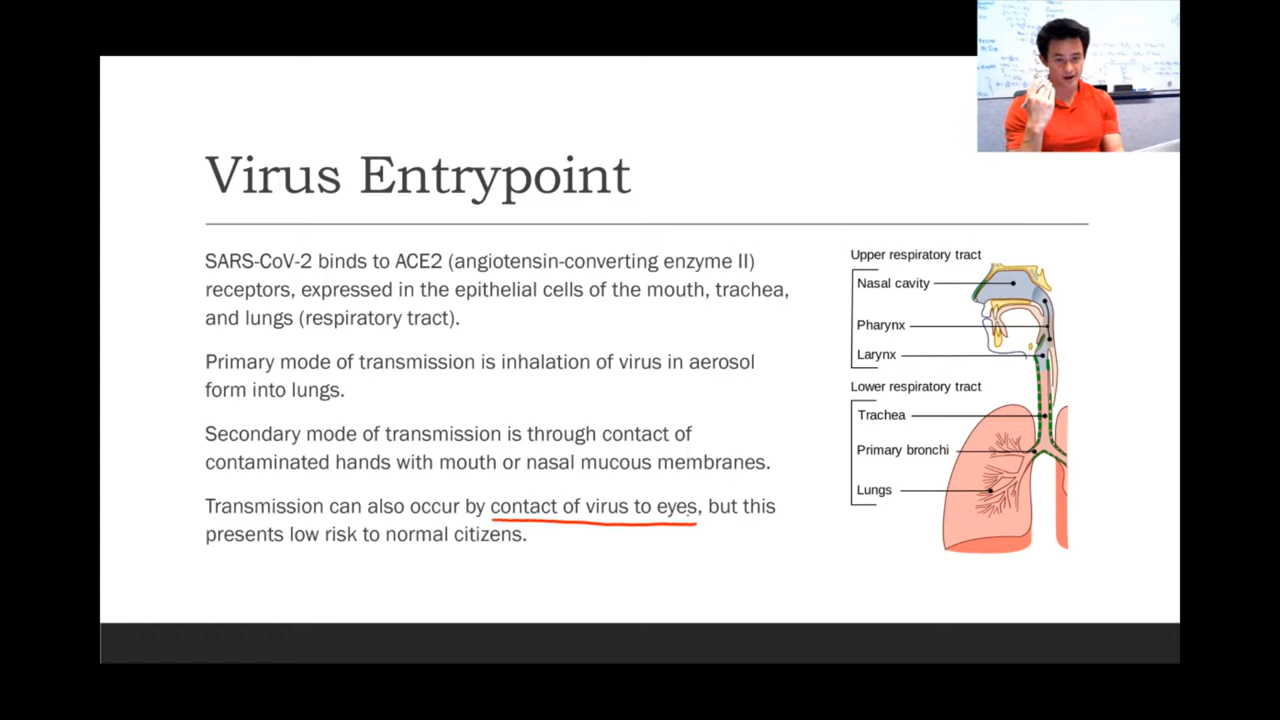 Virus Entrypoint
SARS-CoV-2 binds to ACE2 (angiotensin-converting enzyme II)
receptors, expressed in the epithelial cells of the mouth, trachea,
and lungs (respiratory tract).
Primary mode of transmission is inhalation of virus in aerosol
form into lungs.
Secondary mode of transmission is through contact of
contaminated hands with mouth or nasal mucous membranes.
Transmission can also occur by contact of virus to eyes, but this
presents low risk to normal citizens.
Upper respiratory tract
Nasal cavity
Pharynx
Larynx
Lower respiratory tract
Trachea
Primary bronchi
Lungs